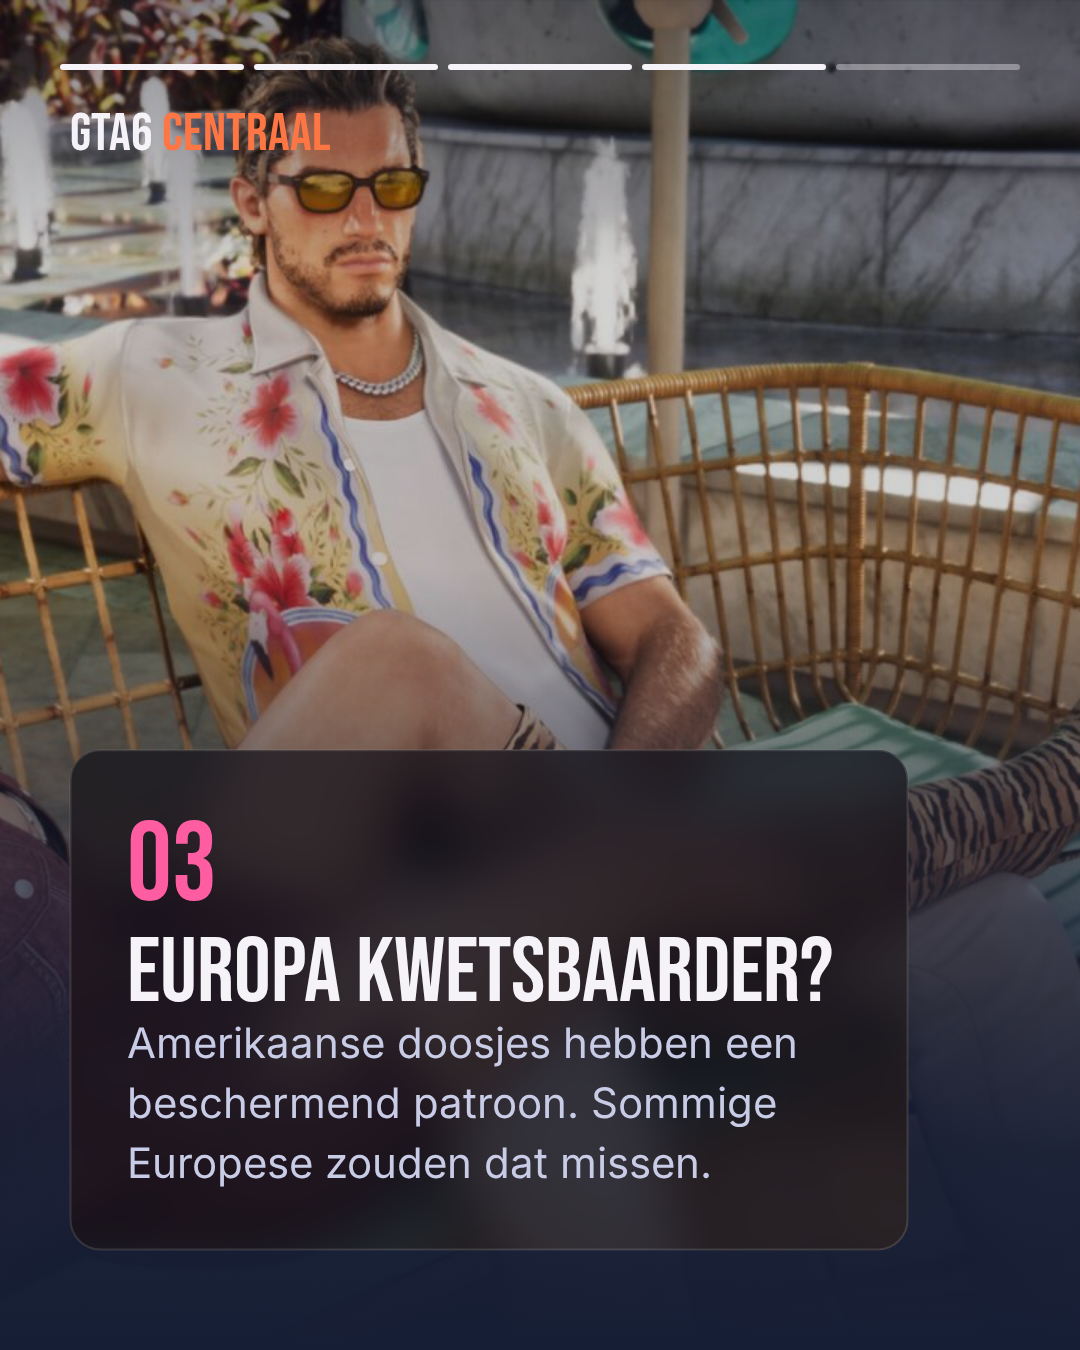 GTA6 CENTRAAL
03
EUROPA KWETSBAARDER?
Amerikaanse doosjes hebben een
beschermend patroon. Sommige
Europese zouden dat missen.